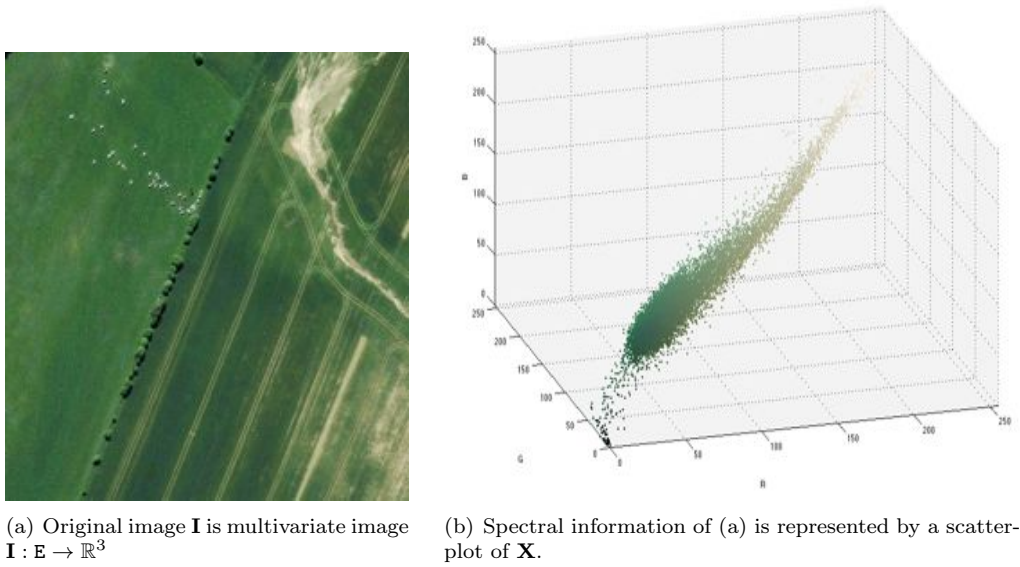 250
200
150
100
50
0
B
250
200
150
100
50
0
G
0
50
100
150
200
250
R
(a) Original image I is multivariate image
I : E → ℝ³
(b) Spectral information of (a) is represented by a scatter-
plot of X.